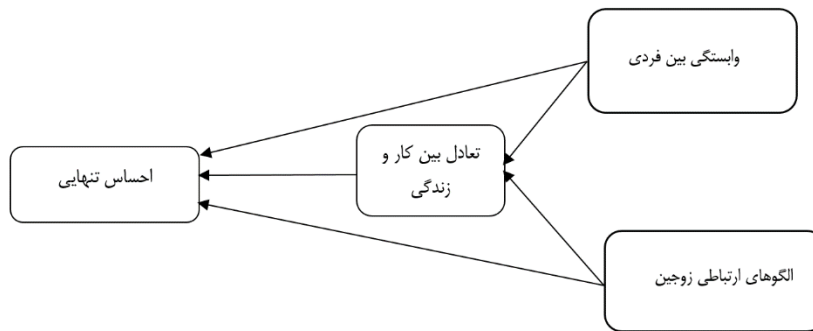 وابستگی بین فردی
تعادل بین کار و
زندگی
احساس تنهایی
الگوهای ارتباطی زوجین